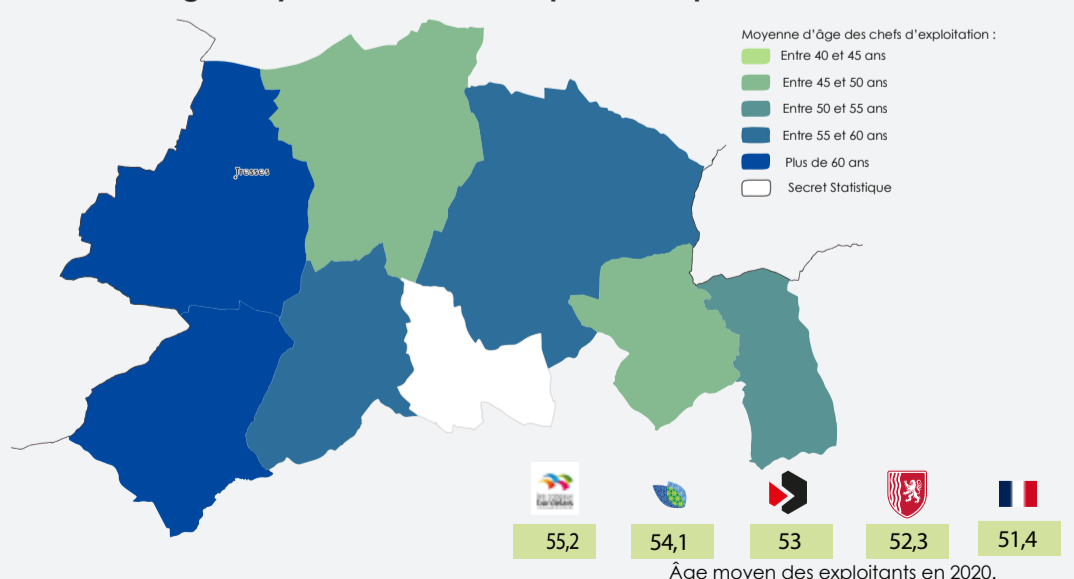 Moyenne d'âge des chefs d'exploitation :
Entre 40 et 45 ans
Entre 45 et 50 ans
Entre 50 et 55 ans
Entre 55 et 60 ans
Plus de 60 ans
Secret Statistique
Tresses
55,2
54,1
53
52,3
51,4
Âge moyen des exploitants en 2020.